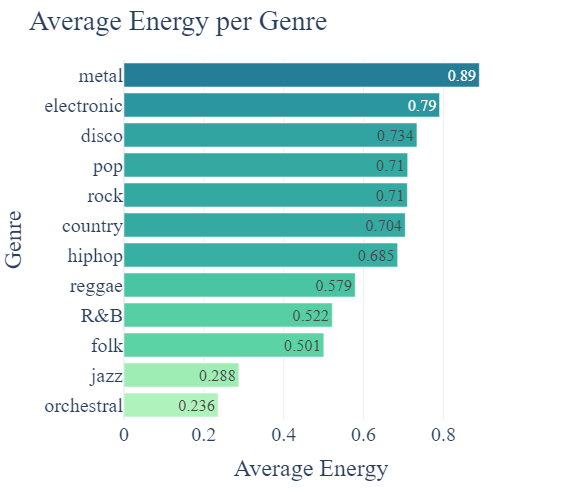 Average Energy per Genre
Genre
metal 0.89
electronic 0.79
disco 0.734
pop 0.71
rock 0.71
country 0.704
hiphop 0.685
reggae 0.579
R&B 0.522
folk 0.501
jazz 0.288
orchestral 0.236
0 0.2 0.4 0.6 0.8
Average Energy